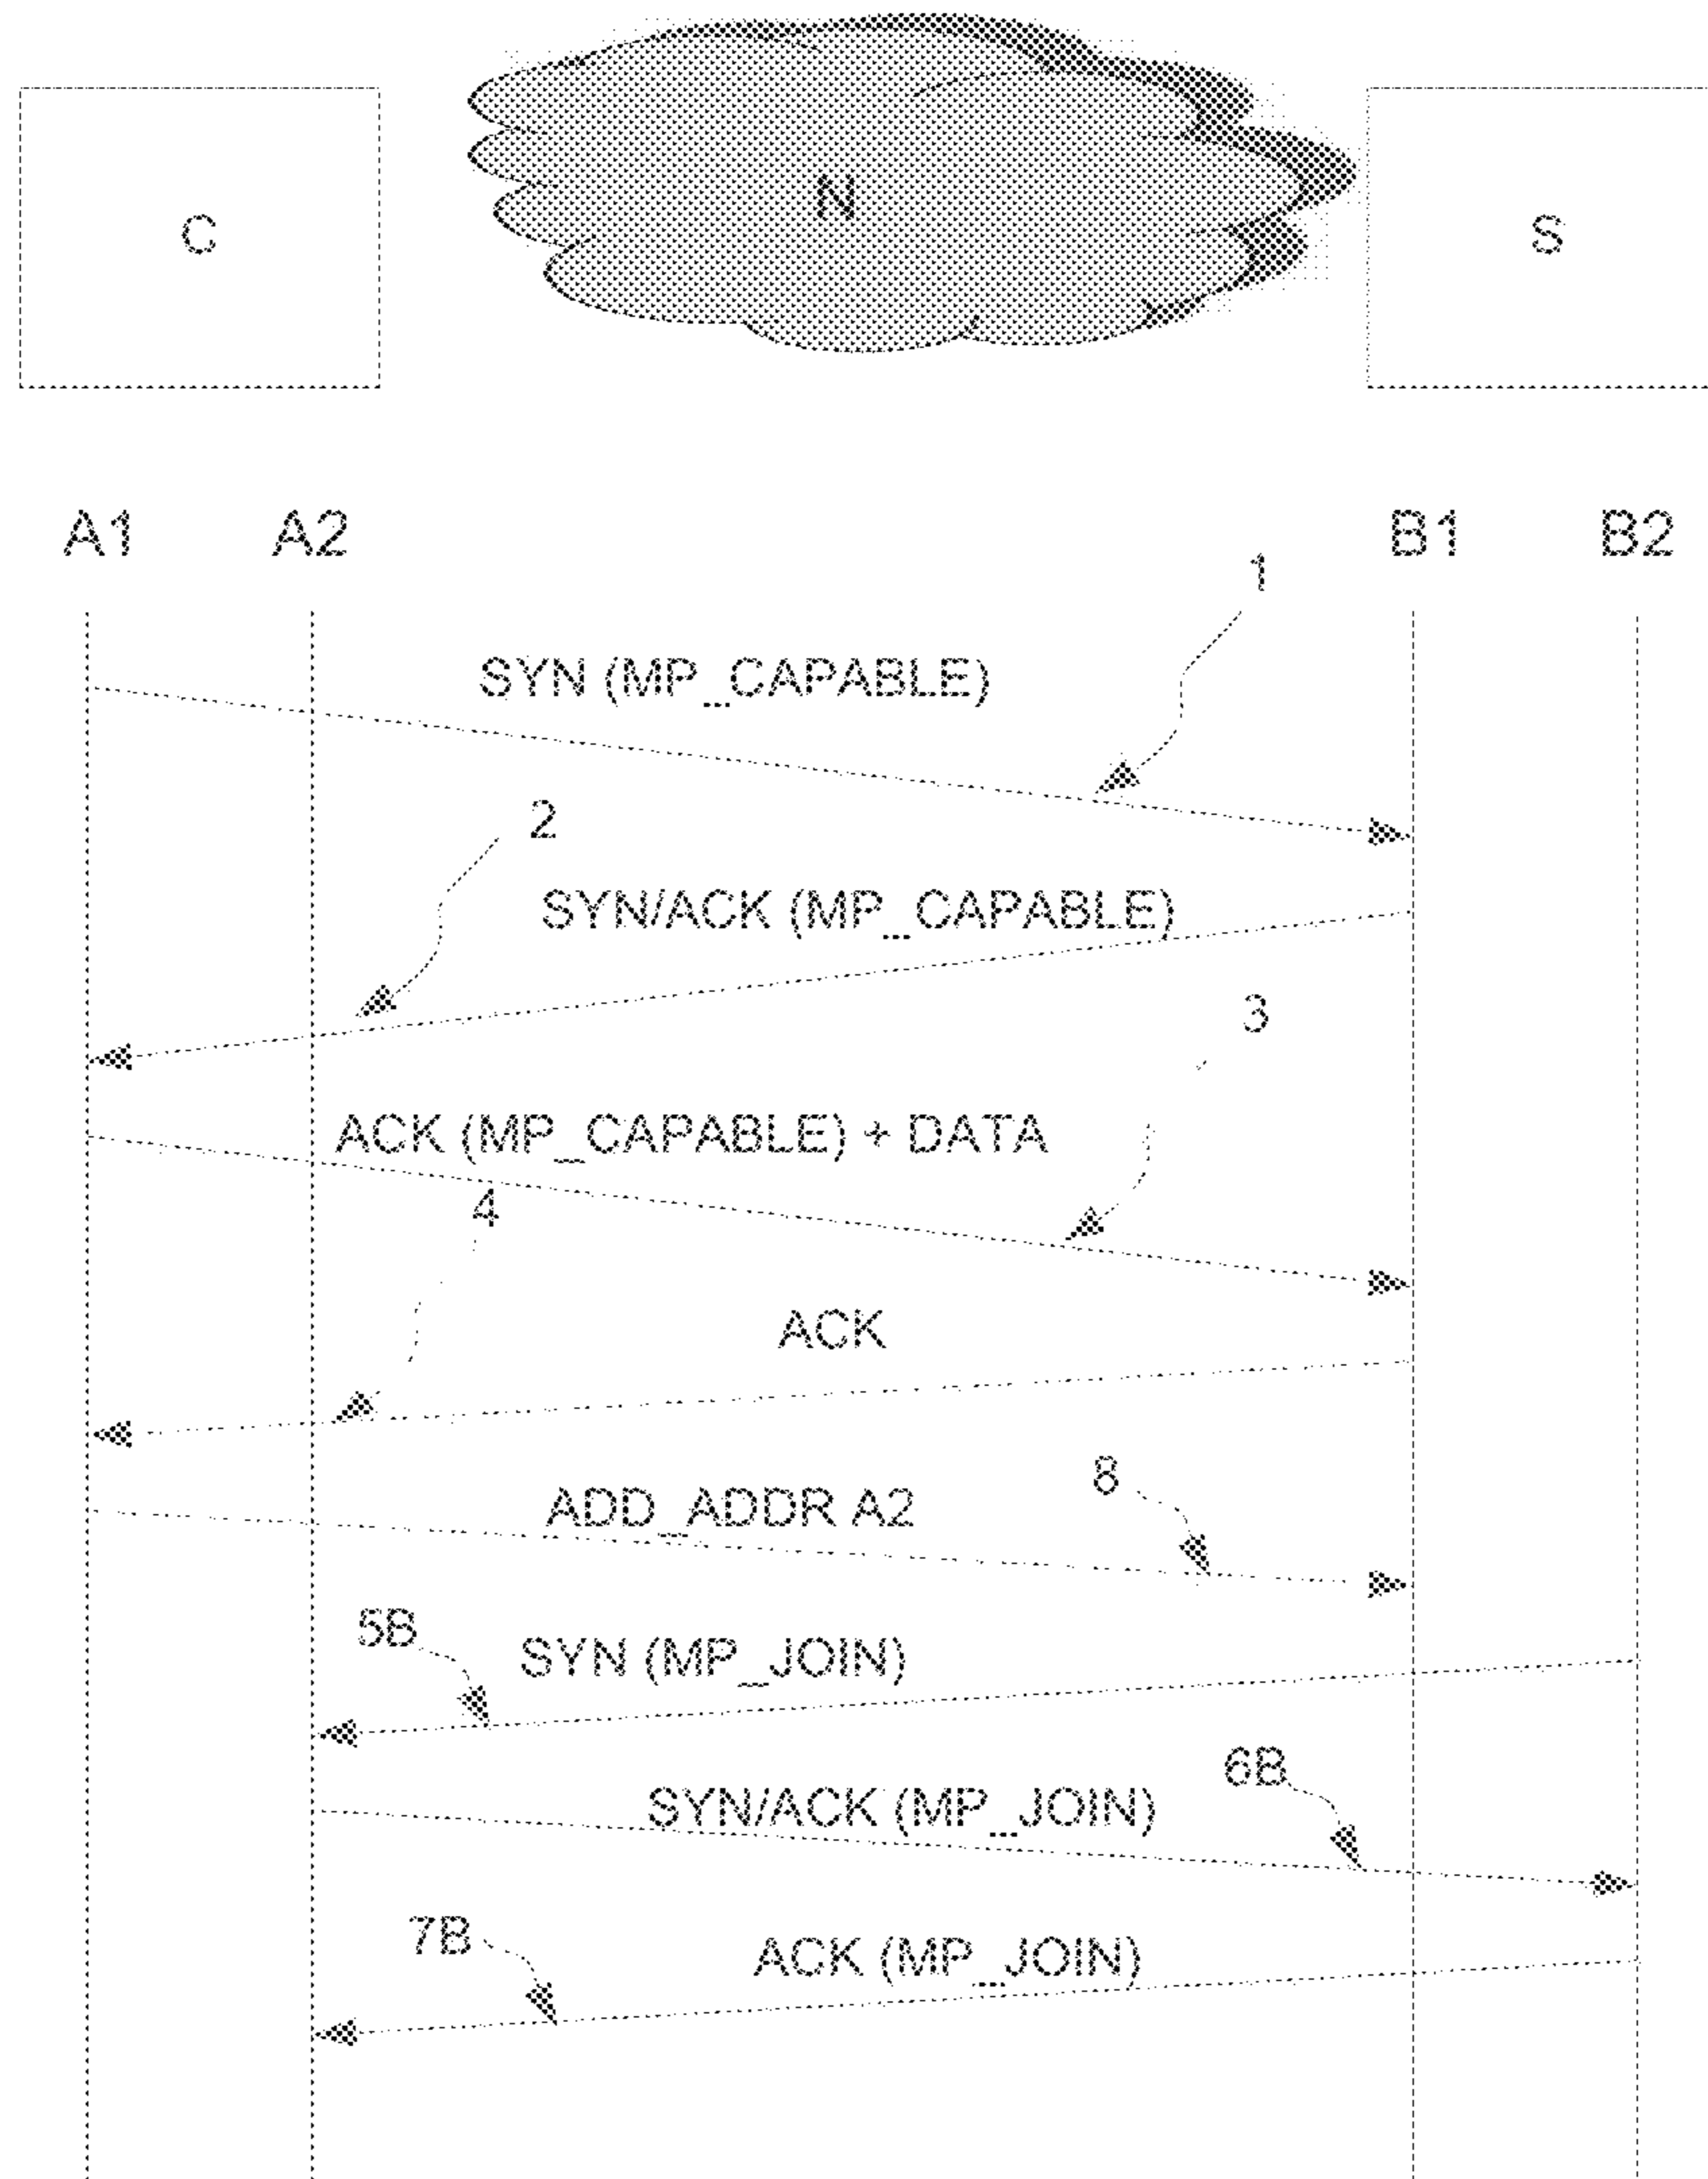 C
N
S
A1
A2
B1
B2
1
SYN (MP_CAPABLE)
2
SYN/ACK (MP_CAPABLE)
3
ACK (MP_CAPABLE) + DATA
4
ACK
8
ADD_ADDR A2
5B
SYN (MP_JOIN)
6B
SYN/ACK (MP_JOIN)
7B
ACK (MP_JOIN)